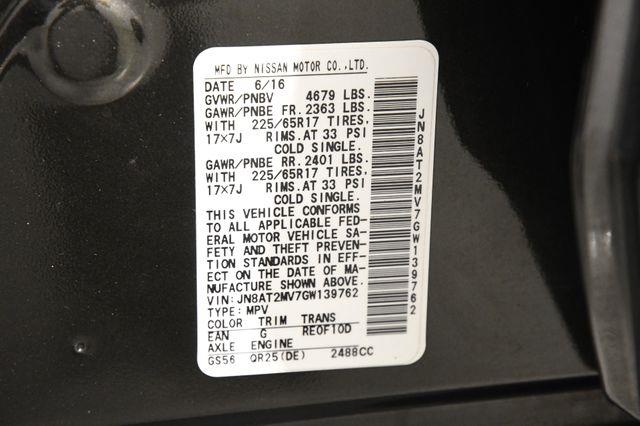 MFD BY NISSAN MOTOR CO.,LTD.
DATE 6/16
GVWR/PNBV 4679 LBS.
GAWR/PNBE FR. 2363 LBS.
WITH 225/65R17 TIRES,
17×7J RIMS.AT 33 PSI
COLD SINGLE.
GAWR/PNBE RR. 2401 LBS.
WITH 225/65R17 TIRES,
17×7J RIMS.AT 33 PSI
COLD SINGLE.
THIS VEHICLE CONFORMS
TO ALL APPLICABLE FED-
ERAL MOTOR VEHICLE SA-
FETY AND THEFT PREVEN-
TION STANDARDS IN EFF-
ECT ON THE DATE OF MA-
NUFACTURE SHOWN ABOVE.
VIN: JN8AT2MV7GW139762
TYPE: MPV
COLOR TRIM TRANS
EAN G RE0F10D
AXLE ENGINE
GS56 QR25(DE) 2488CC
JN8AT2MV7GW139762